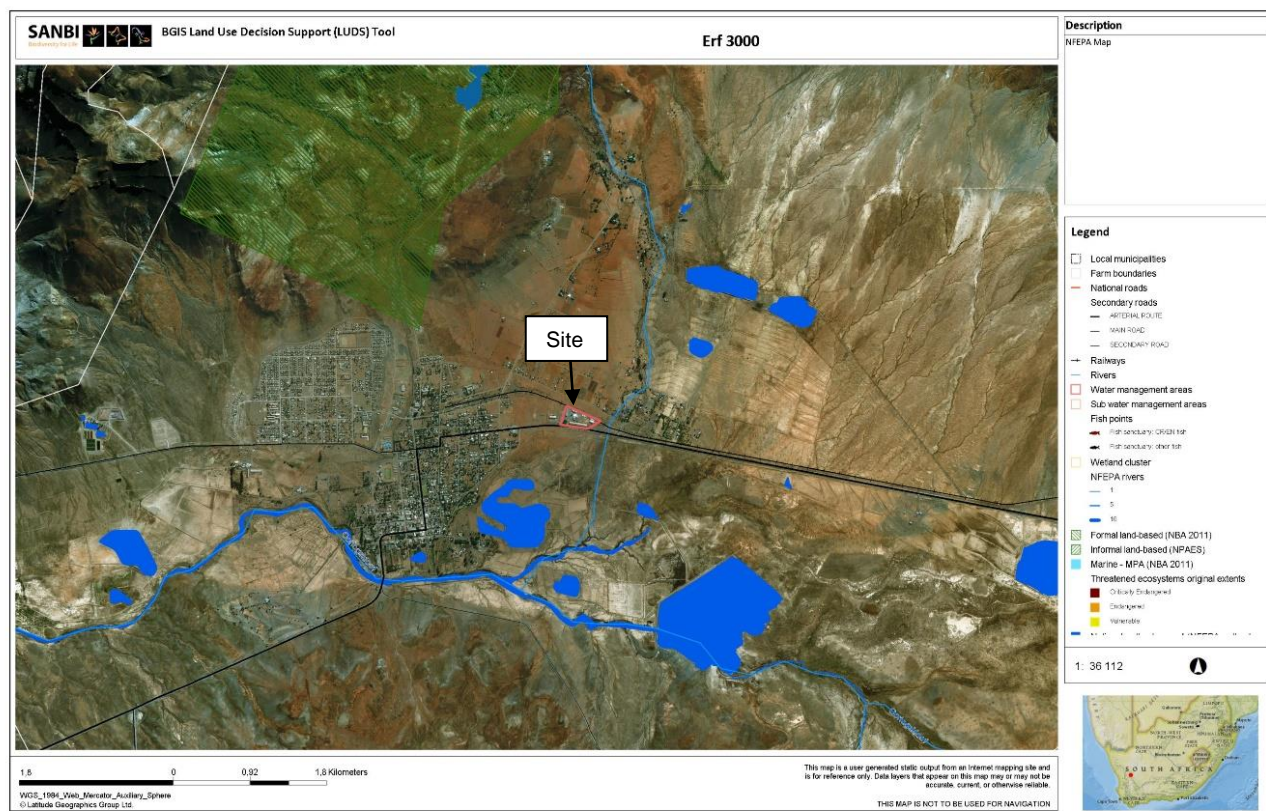 SANBI
Biodiversity for Life
BGIS Land Use Decision Support (LUDS) Tool
Erf 3000
Description
NFEPA Map
Site
Legend
Local municipalities
Farm boundaries
National roads
Secondary roads
ARTERIAL ROUTE
MAIN ROAD
SECONDARY ROAD
Railways
Rivers
Water management areas
Sub water management areas
Fish points
Fish sanctuary: CR/EN fish
Fish sanctuary: other fish
Wetland cluster
NFEPA rivers
1
5
Formal land-based (NBA 2011)
Informal land-based (NPAES)
Marine - MPA (NBA 2011)
Threatened ecosystems original extents
Critically Endangered
Endangered
Vulnerable
1: 36 112
SOUTH AFRICA
1,8
0
0,92
1,8 Kilometers
WGS_1984_Web_Mercator_Auxiliary_Sphere
© Latitude Geographics Group Ltd.
This map is a user generated static output from an Internet mapping site and
is for reference only. Data layers that appear on this map may or may not be
accurate, current, or otherwise reliable.
THIS MAP IS NOT TO BE USED FOR NAVIGATION